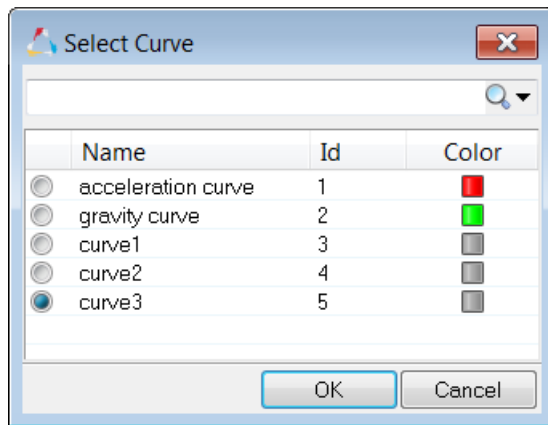 Select Curve
Name Id Color
acceleration curve 1
gravity curve 2
curve1 3
curve2 4
curve3 5
OK Cancel